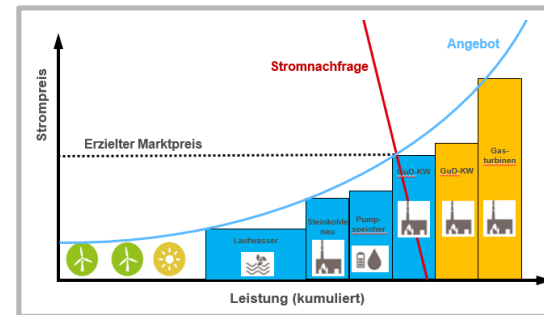 Angebot
Stromnachfrage
Strompreis
Erzielter Marktpreis
Gas-
turbinen
GuD-KW
GuD-KW
Pump-
speicher
Steinkohle
neu
Laufwasser
Leistung (kumuliert)